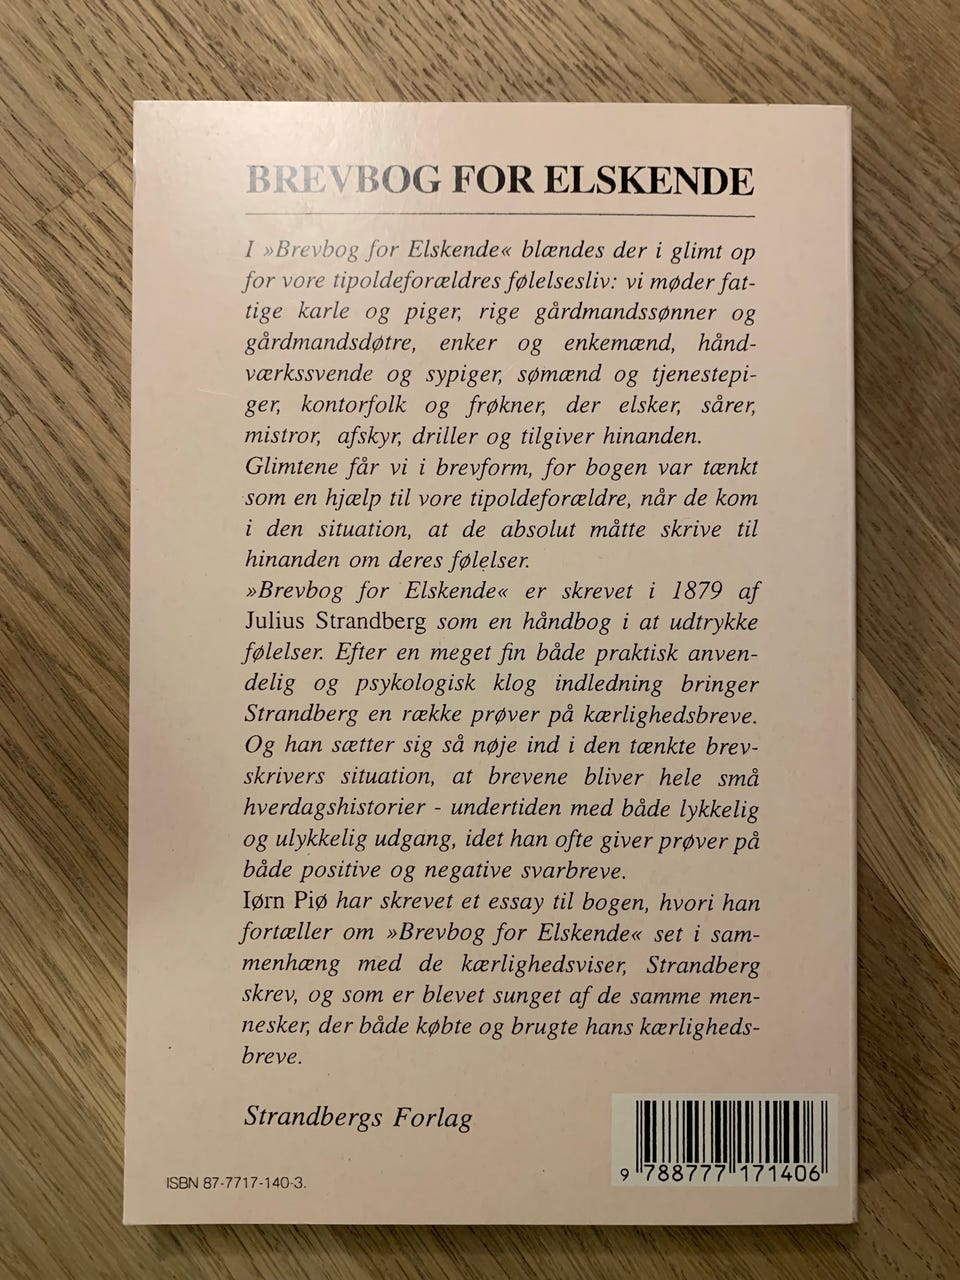 BREVBOG FOR ELSKENDE
I »Brevbog for Elskende« blændes der i glimt op
for vore tipoldeforældres følelsesliv: vi møder fat-
tige karle og piger, rige gårdmandssønner og
gårdmandsdøtre, enker og enkemænd, hånd-
værkssvende og sypiger, sømænd og tjenestepi-
ger, kontorfolk og frøkner, der elsker, sårer,
mistror, afskyr, driller og tilgiver hinanden.
Glimtene får vi i brevform, for bogen var tænkt
som en hjælp til vore tipoldeforældre, når de kom
i den situation, at de absolut måtte skrive til
hinanden om deres følelser.
»Brevbog for Elskende« er skrevet i 1879 af
Julius Strandberg som en håndbog i at udtrykke
følelser. Efter en meget fin både praktisk anven-
delig og psykologisk klog indledning bringer
Strandberg en række prøver på kærlighedsbreve.
Og han sætter sig så nøje ind i den tænkte brev-
skrivers situation, at brevene bliver hele små
hverdagshistorier - undertiden med både lykkelig
og ulykkelig udgang, idet han ofte giver prøver på
både positive og negative svarbreve.
Iørn Piø har skrevet et essay til bogen, hvori han
fortæller om »Brevbog for Elskende« set i sam-
menhæng med de kærlighedsviser, Strandberg
skrev, og som er blevet sunget af de samme men-
nesker, der både købte og brugte hans kærligheds-
breve.
Strandbergs Forlag
ISBN 87-7717-140-3.
9 788777 171406